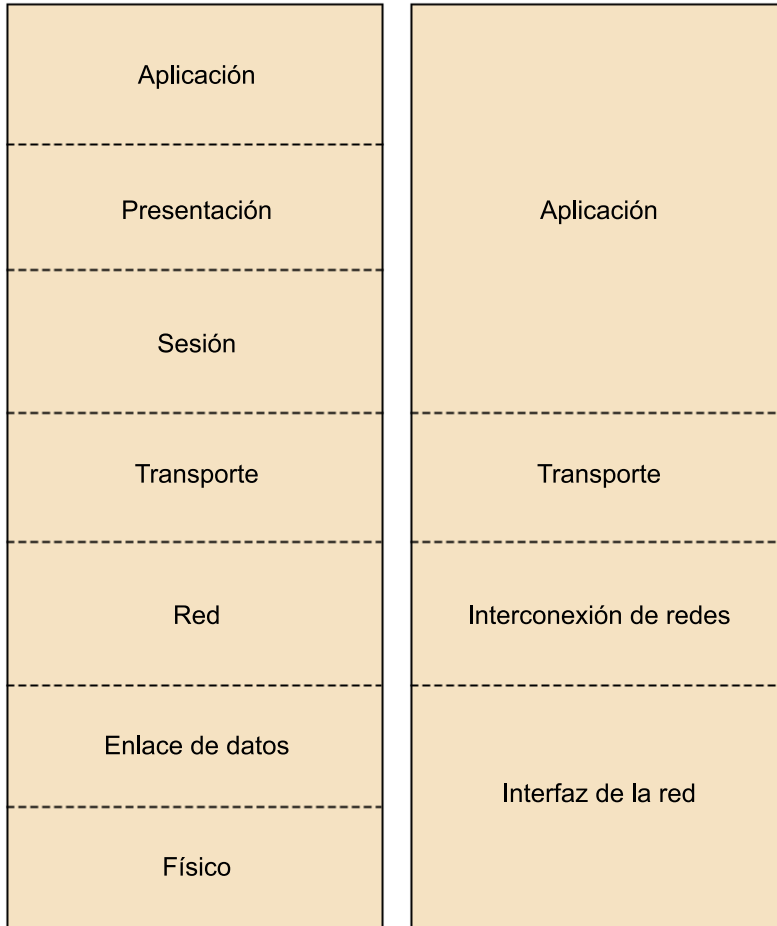 Aplicación
Presentación
Sesión
Transporte
Red
Enlace de datos
Físico
Aplicación
Transporte
Interconexión de redes
Interfaz de la red